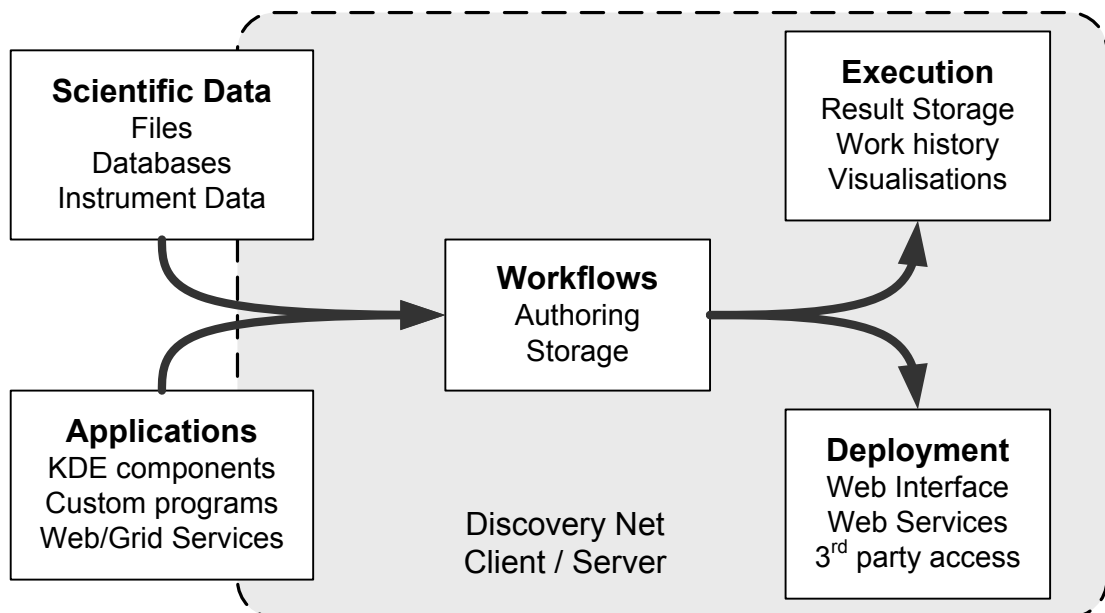 Scientific Data
Files
Databases
Instrument Data
Applications
KDE components
Custom programs
Web/Grid Services
Workflows
Authoring
Storage
Discovery Net
Client / Server
Execution
Result Storage
Work history
Visualisations
Deployment
Web Interface
Web Services
3rd party access